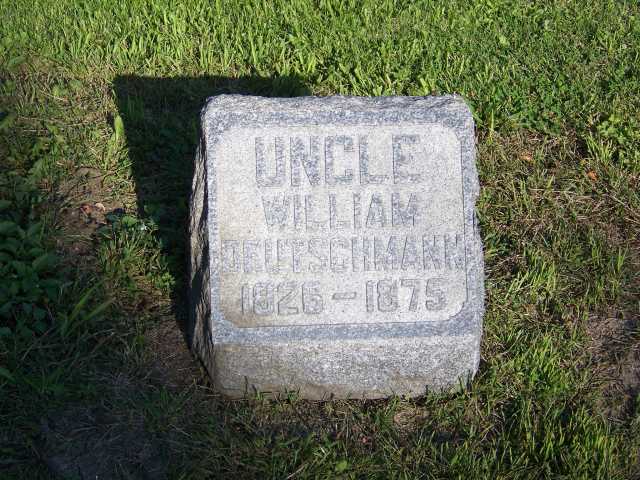 UNCLE
WILLIAM
DEUTSCHMANN
1826 – 1875